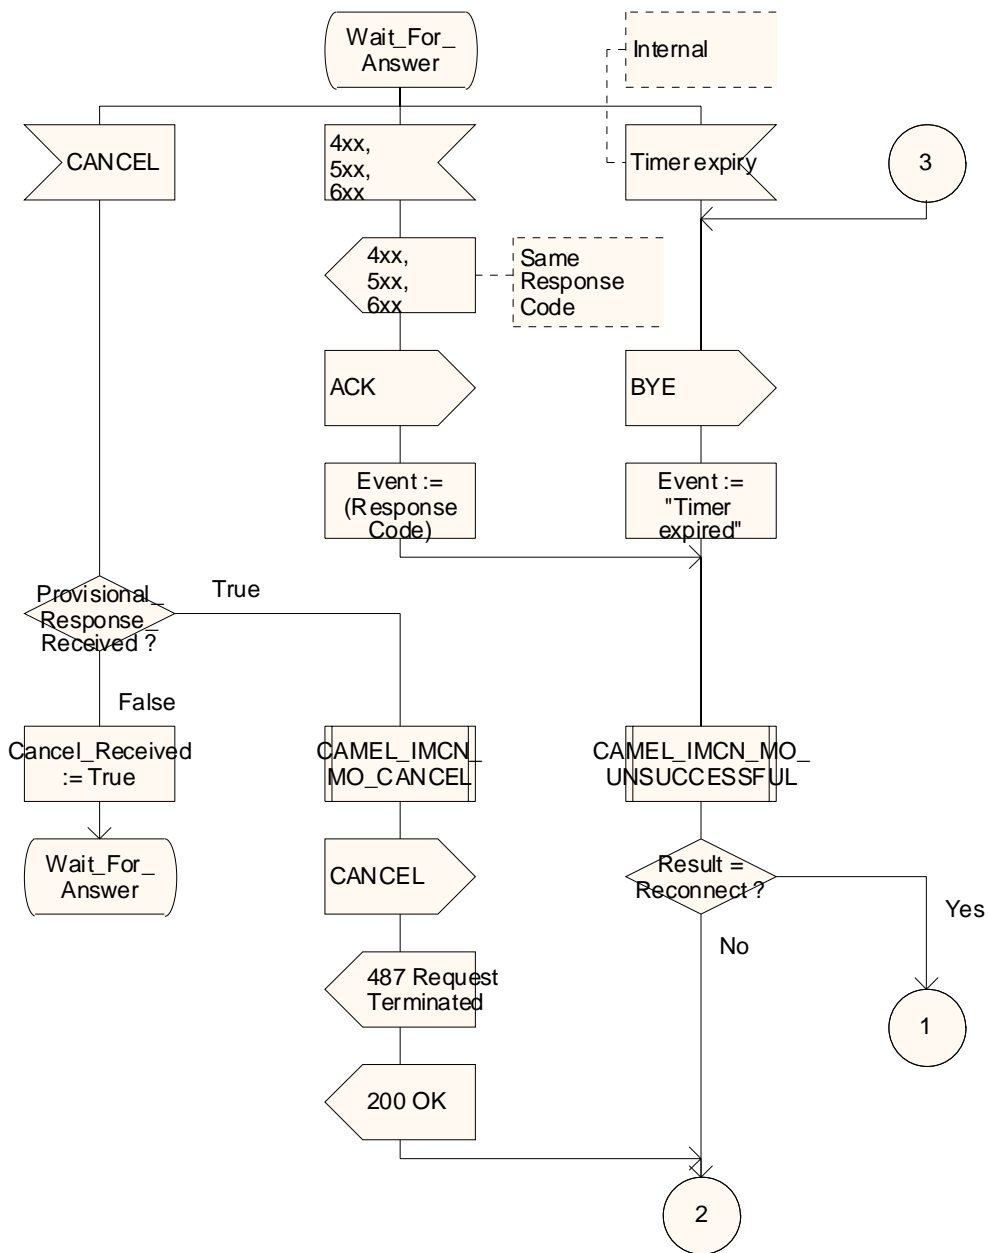 Wait_For_
Answer
Internal
CANCEL
4xx,
5xx,
6xx
Timer expiry
3
4xx,
5xx,
6xx
Same
Response
Code
ACK
BYE
Event :=
(Response
Code)
Event :=
"Timer
expired"
Provisional_
Response_
Received ?
True
False
Cancel_Received
:= True
CAMEL_IMCN_
MO_CANCEL
CAMEL_IMCN_MO_
UNSUCCESSFUL
Wait_For_
Answer
CANCEL
Result =
Reconnect ?
Yes
No
487 Request
Terminated
1
200 OK
2